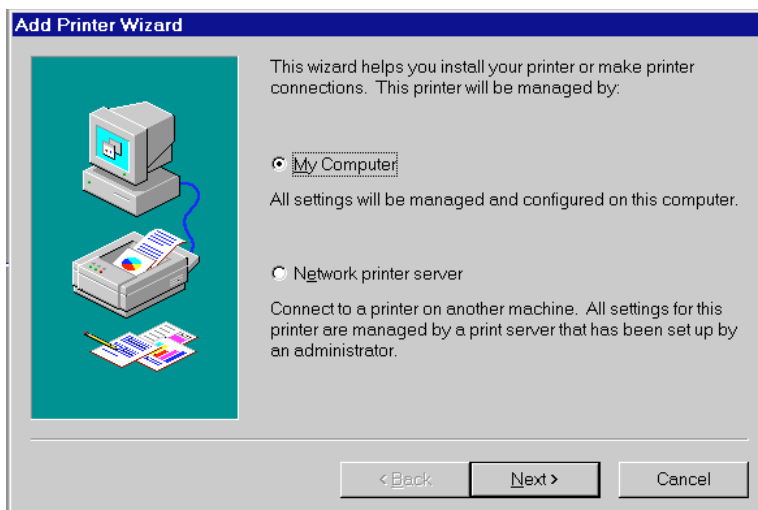 Add Printer Wizard
This wizard helps you install your printer or make printer
connections. This printer will be managed by:
My Computer
All settings will be managed and configured on this computer.
Network printer server
Connect to a printer on another machine. All settings for this
printer are managed by a print server that has been set up by
an administrator.
< Back
Next >
Cancel